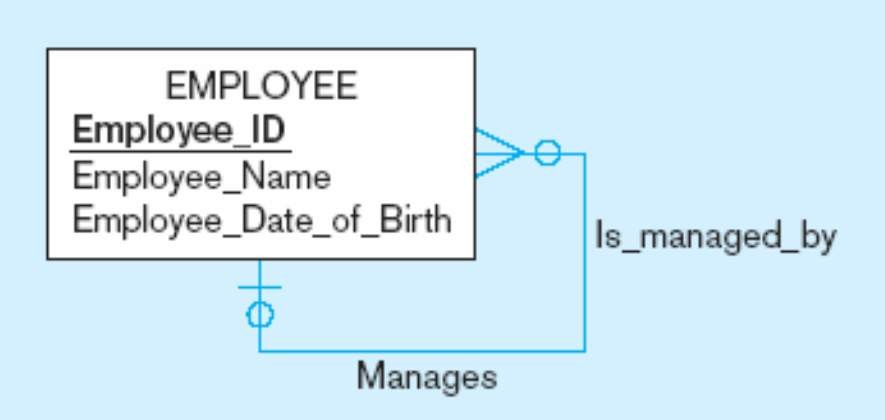 EMPLOYEE
Employee_ID
Employee_Name
Employee_Date_of_Birth
Is_managed_by
Manages